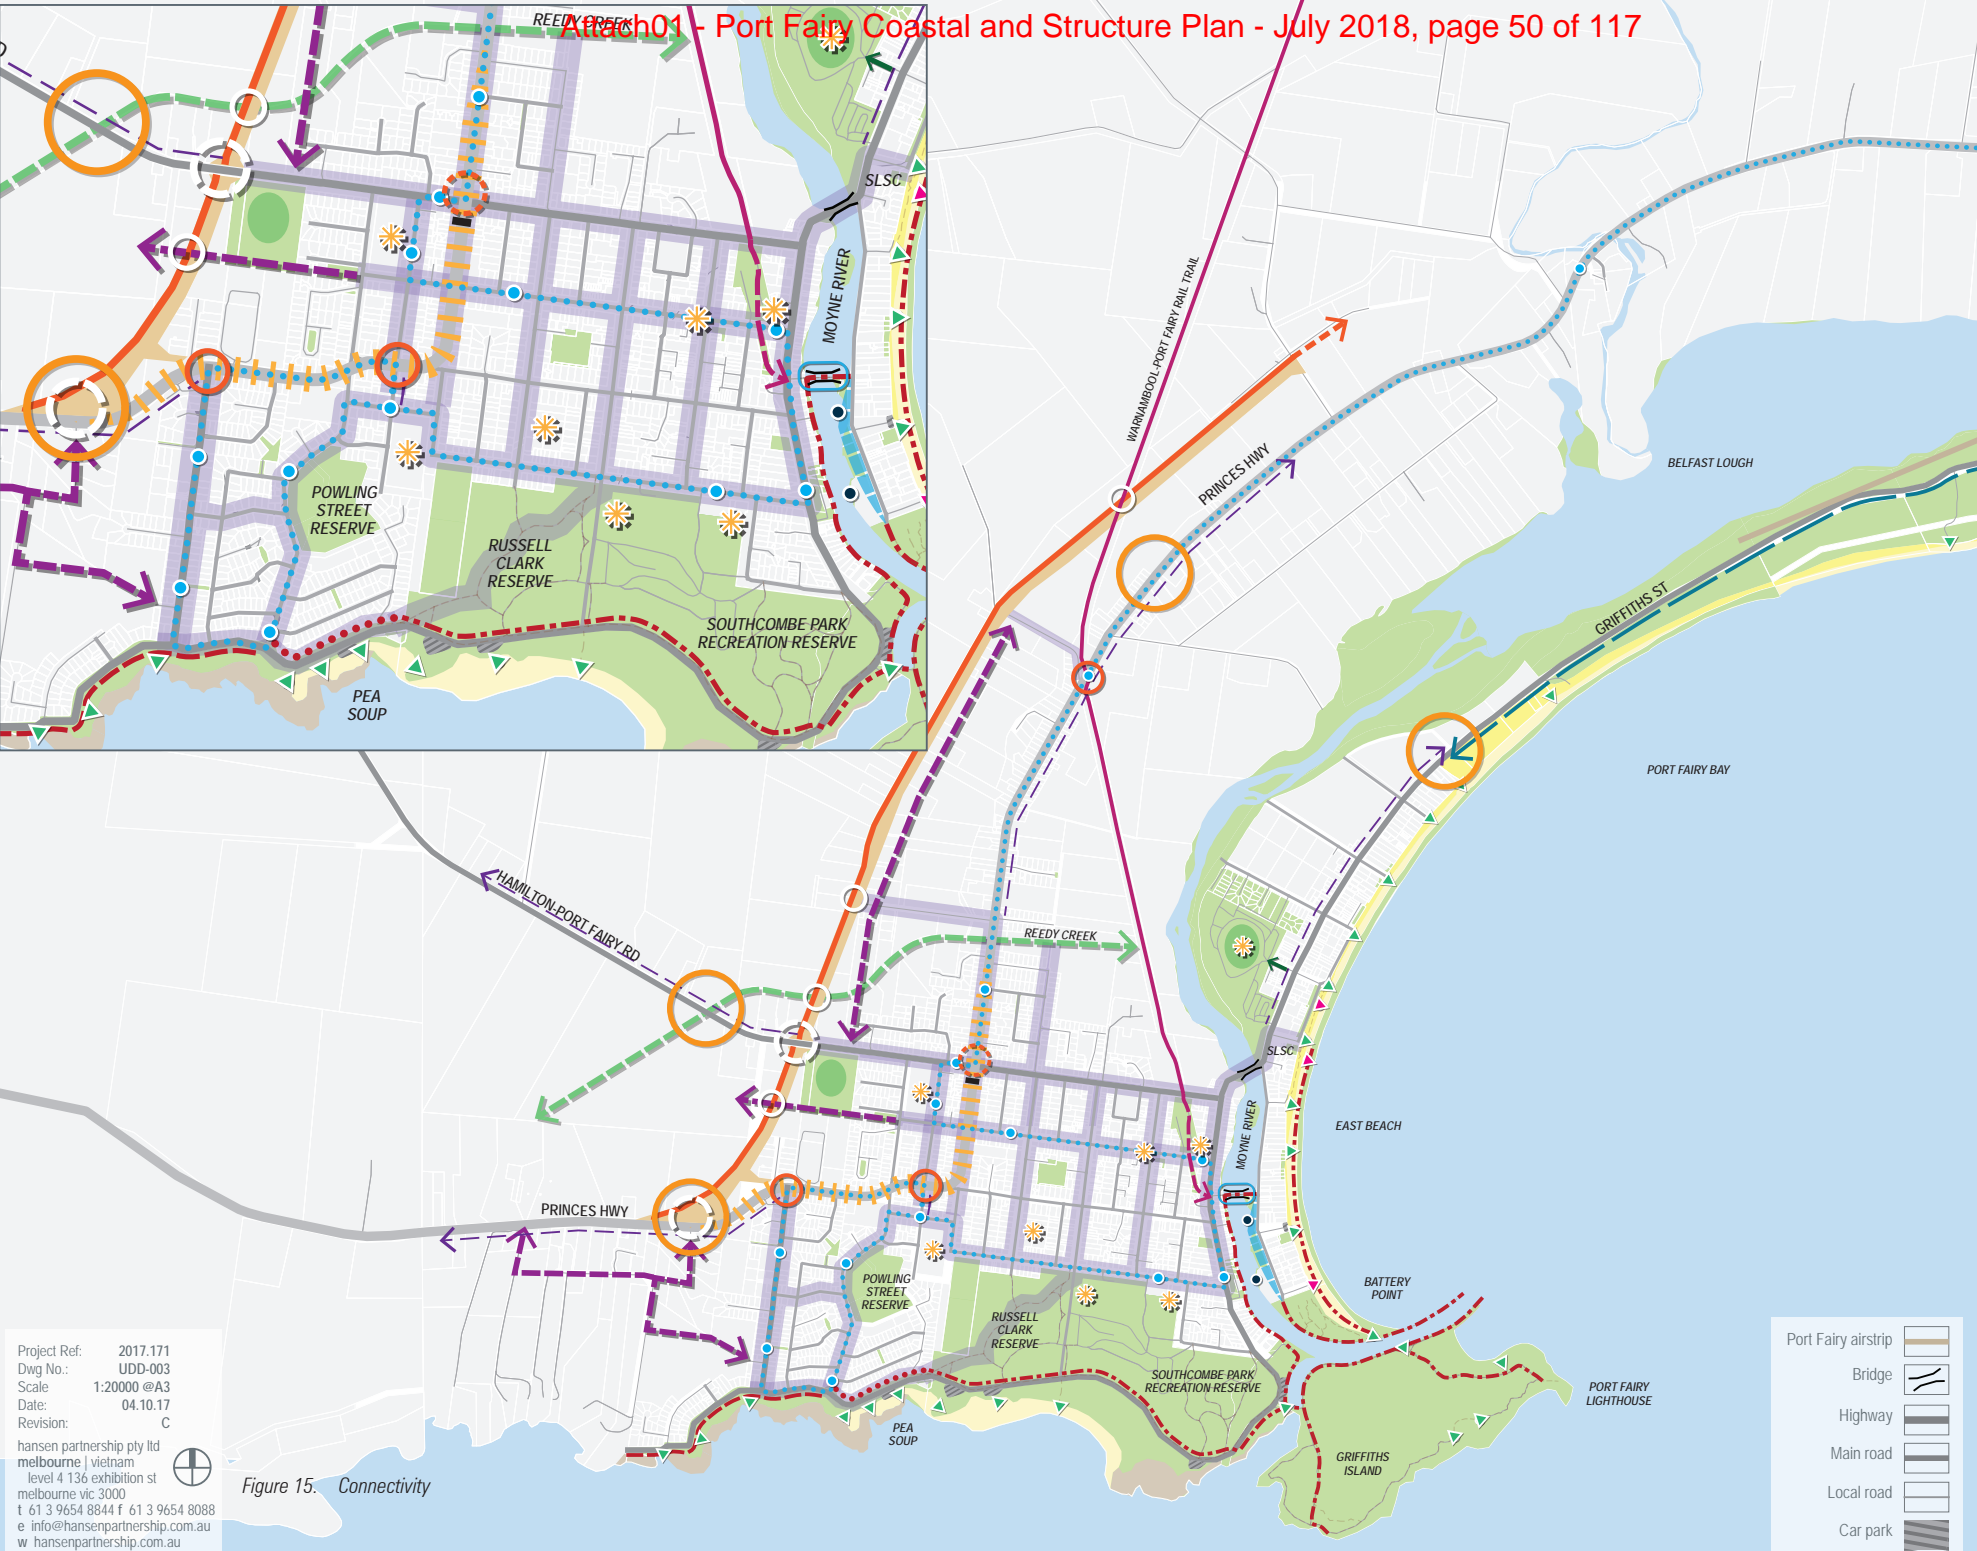 Attach01 - Port Fairy Coastal and Structure Plan - July 2018, page 50 of 117
REEDY CREEK
SLSC
MOYNE RIVER
POWLING
STREET
RESERVE
RUSSELL
CLARK
RESERVE
SOUTHCOMBE PARK
RECREATION RESERVE
PEA
SOUP
WARNAMBOOL-PORT FAIRY RAIL TRAIL
PRINCES HWY
BELFAST LOUGH
GRIFFITHS ST
PORT FAIRY BAY
HAMILTON-PORT FAIRY RD
REEDY CREEK
SLSC
MOYNE RIVER
EAST BEACH
PRINCES HWY
POWLING
STREET
RESERVE
RUSSELL
CLARK
RESERVE
BATTERY
POINT
SOUTHCOMBE PARK
RECREATION RESERVE
PORT FAIRY
LIGHTHOUSE
PEA
SOUP
GRIFFITHS
ISLAND
Project Ref: 2017.171
Dwg No.: UDD-003
Scale 1:20000 @A3
Date: 04.10.17
Revision: C
hansen partnership pty ltd
melbourne | vietnam
level 4 136 exhibition st
melbourne vic 3000
t 61 3 9654 8844 f 61 3 9654 8088
e info@hansenpartnership.com.au
w hansenpartnership.com.au
Figure 15. Connectivity
Port Fairy airstrip
Bridge
Highway
Main road
Local road
Car park